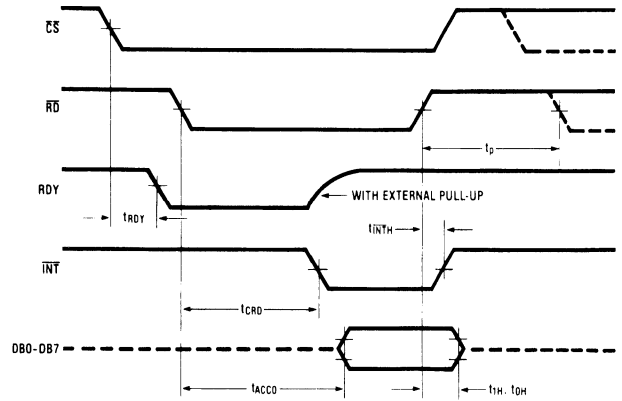 CS
RD
tp
RDY
WITH EXTERNAL PULL-UP
tRDY
tINTH
INT
tCRD
DB0-DB7
tACC0
t1H, t0H